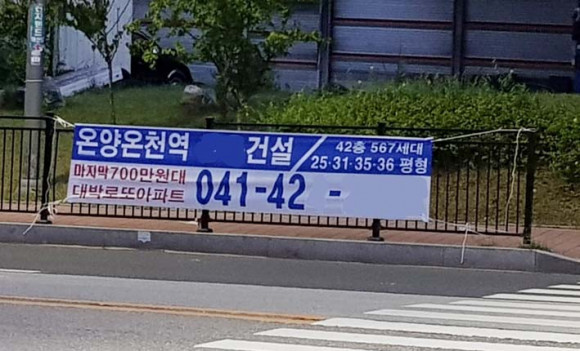 온양온천역 건설
42층 567세대
25·31·35·36 평형
마지막700만원대
대박로또아파트
041-42 -